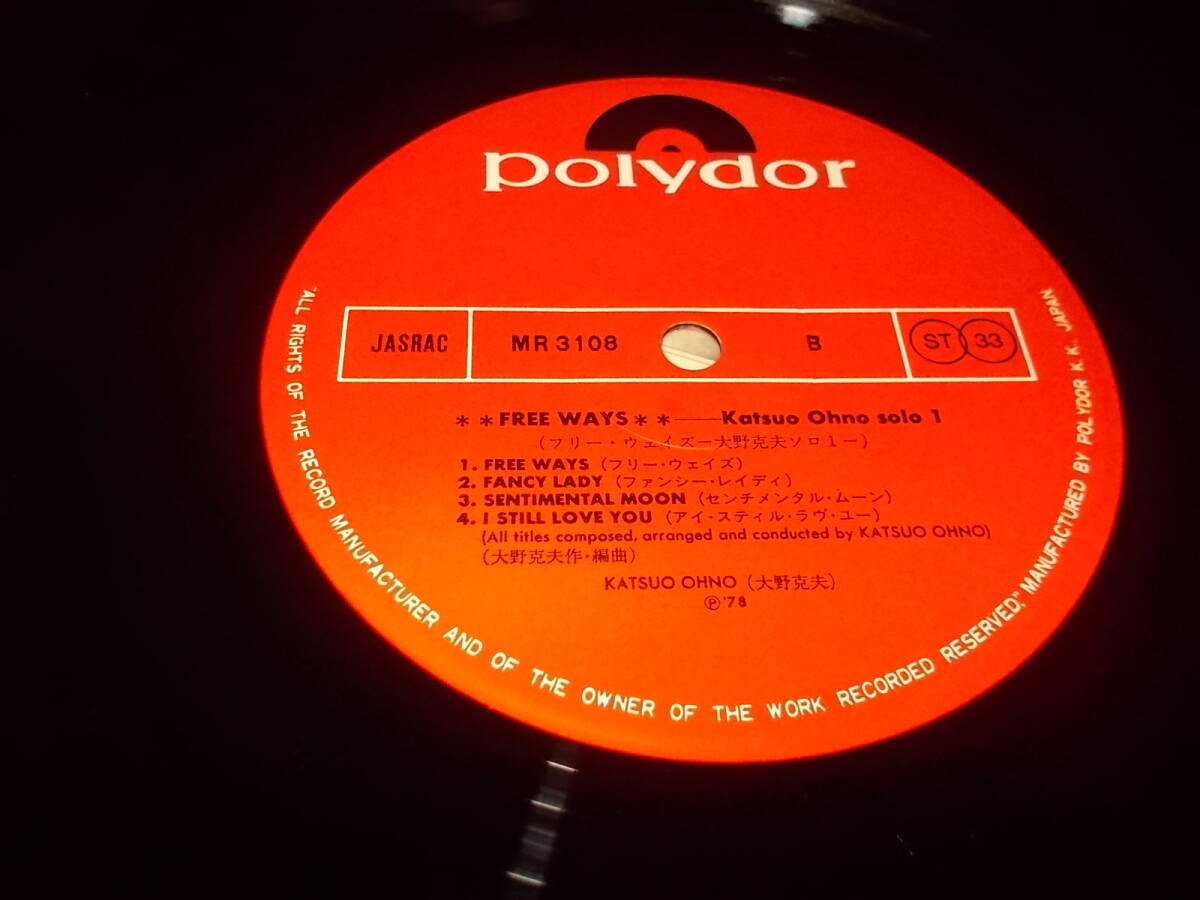 polydor
JASRAC MR 3108 B ST 33
**FREE WAYS**——Katsuo Ohno solo 1
(フリー・ウェイズー大野克夫ソロ1ー)
1. FREE WAYS (フリー・ウェイズ)
2. FANCY LADY (ファンシー・レイディ)
3. SENTIMENTAL MOON (センチメンタル・ムーン)
4. I STILL LOVE YOU (アイ・スティル・ラヴ・ユー)
(All titles composed, arranged and conducted by KATSUO OHNO)
(大野克夫作・編曲)
KATSUO OHNO (大野克夫)
℗'78
"ALL RIGHTS OF THE RECORD MANUFACTURER AND OF THE OWNER OF THE WORK RECORDED RESERVED," MANUFACTURED BY POLYDOR K.K. JAPAN